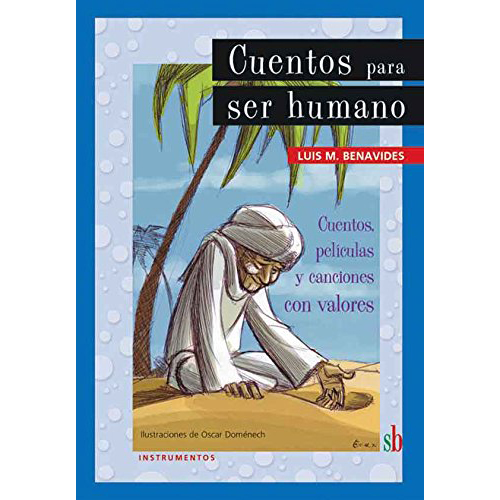 Cuentos para
ser humano
LUIS M. BENAVIDES
Cuentos,
películas
y canciones
con valores
Ilustraciones de Oscar Doménech
INSTRUMENTOS
sb